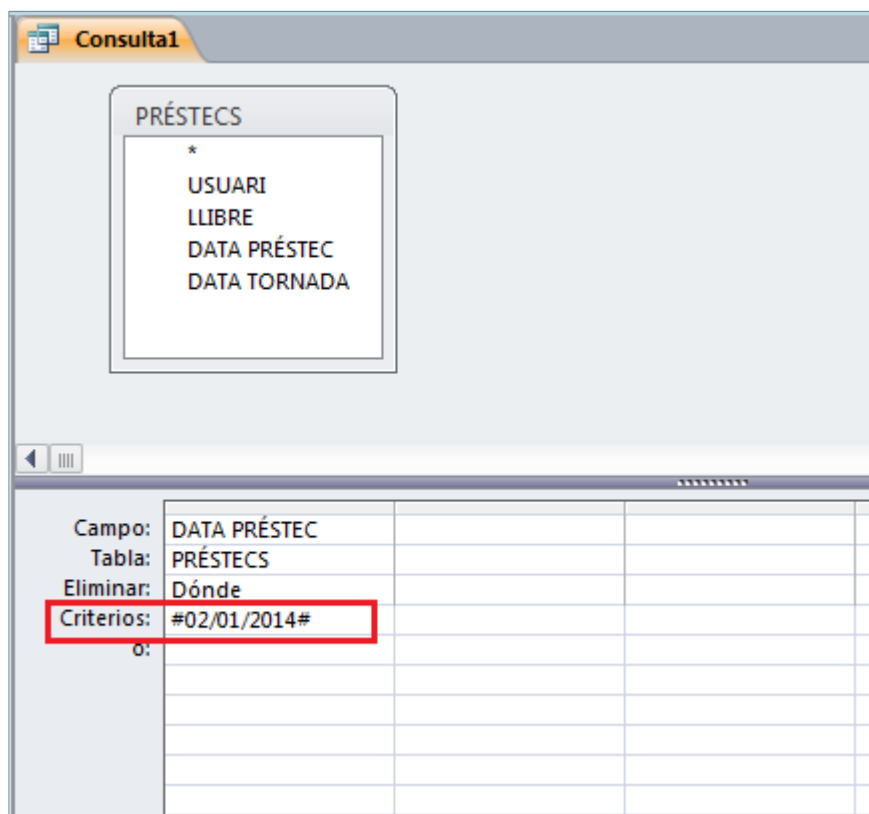 Consulta1
PRÉSTECS
*
USUARI
LLIBRE
DATA PRÉSTEC
DATA TORNADA
Campo: DATA PRÉSTEC
Tabla: PRÉSTECS
Eliminar: Dónde
Criterios: #02/01/2014#
o: